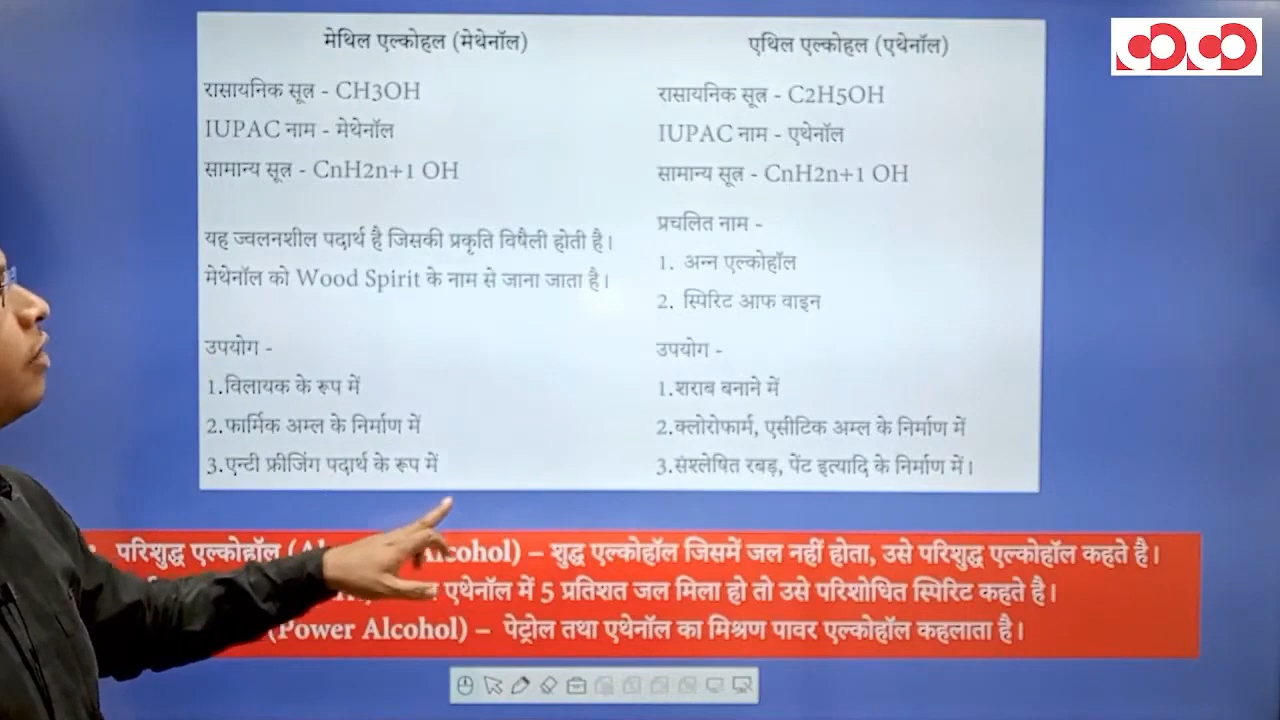 मेथिल एल्कोहल (मेथेनॉल)
रासायनिक सूत्र - CH3OH
IUPAC नाम - मेथेनॉल
सामान्य सूत्र - CnH2n+1 OH
यह ज्वलनशील पदार्थ है जिसकी प्रकृति विषैली होती है।
मेथेनॉल को Wood Spirit के नाम से जाना जाता है।
उपयोग -
1.विलायक के रूप में
2.फार्मिक अम्ल के निर्माण में
3.एन्टी फ्रीजिंग पदार्थ के रूप में
एथिल एल्कोहल (एथेनॉल)
रासायनिक सूत्र - C2H5OH
IUPAC नाम - एथेनॉल
सामान्य सूत्र - CnH2n+1 OH
प्रचलित नाम -
1. अन्न एल्कोहॉल
2. स्पिरिट आफ वाइन
उपयोग -
1.शराब बनाने में
2.क्लोरोफार्म, एसीटिक अम्ल के निर्माण में
3.संश्लेषित रबड़, पेंट इत्यादि के निर्माण में।
परिशुद्ध एल्कोहॉल – शुद्ध एल्कोहॉल जिसमें जल नहीं होता, उसे परिशुद्ध एल्कोहॉल कहते है।
एथेनॉल में 5 प्रतिशत जल मिला हो तो उसे परिशोधित स्पिरिट कहते है।
(Power Alcohol) – पेट्रोल तथा एथेनॉल का मिश्रण पावर एल्कोहॉल कहलाता है।